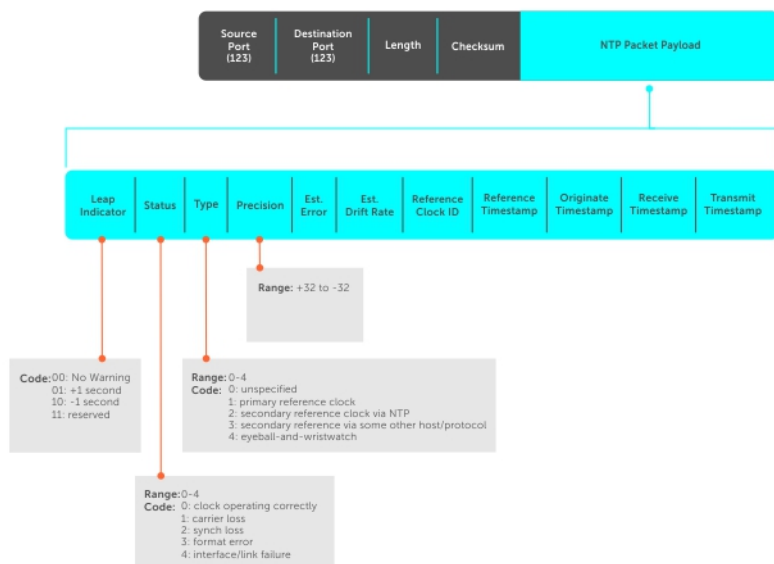 Source
Port
(123)
Destination
Port
(123)
Length
Checksum
NTP Packet Payload
Leap
Indicator
Status
Type
Precision
Est.
Error
Est.
Drift Rate
Reference
Clock ID
Reference
Timestamp
Originate
Timestamp
Receive
Timestamp
Transmit
Timestamp
Range: +32 to -32
Code: 00: No Warning
01: +1 second
10: -1 second
11: reserved
Range: 0-4
Code: 0: unspecified
1: primary reference clock
2: secondary reference clock via NTP
3: secondary reference via some other host/protocol
4: eyeball-and-wristwatch
Range: 0-4
Code: 0: clock operating correctly
1: carrier loss
2: synch loss
3: format error
4: interface/link failure